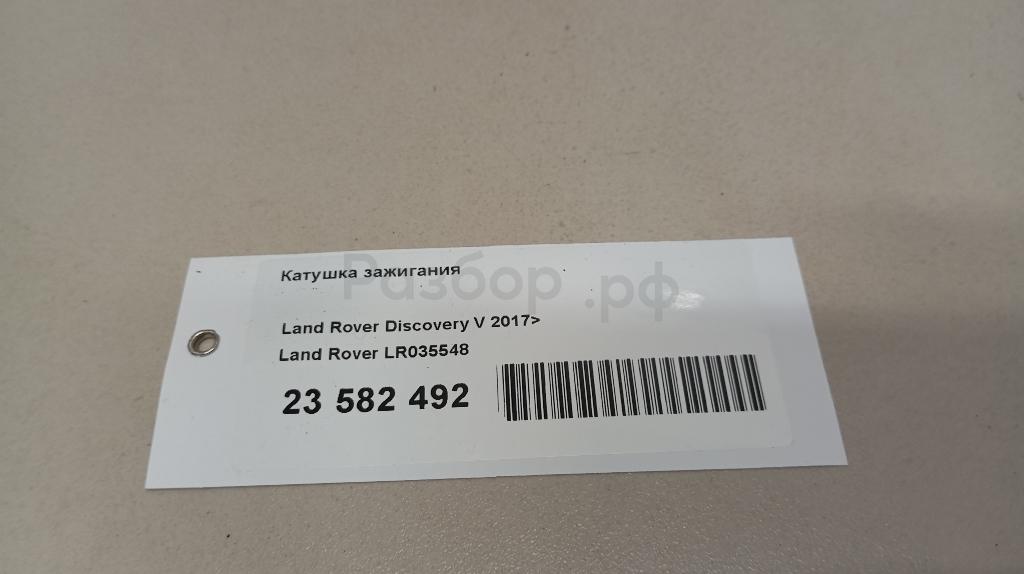 Катушка зажигания
Разбор.рф
Land Rover Discovery V 2017>
Land Rover LR035548
23 582 492